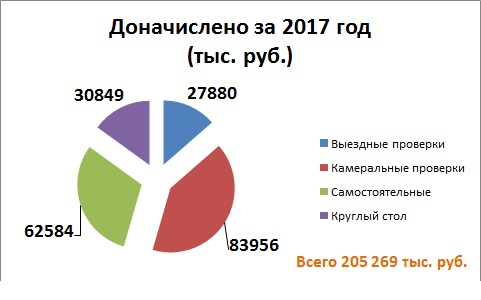 Доначислено за 2017 год
(тыс. руб.)
30849
27880
Выездные проверки
Камеральные проверки
Самостоятельные
Круглый стол
62584
83956
Всего 205 269 тыс. руб.